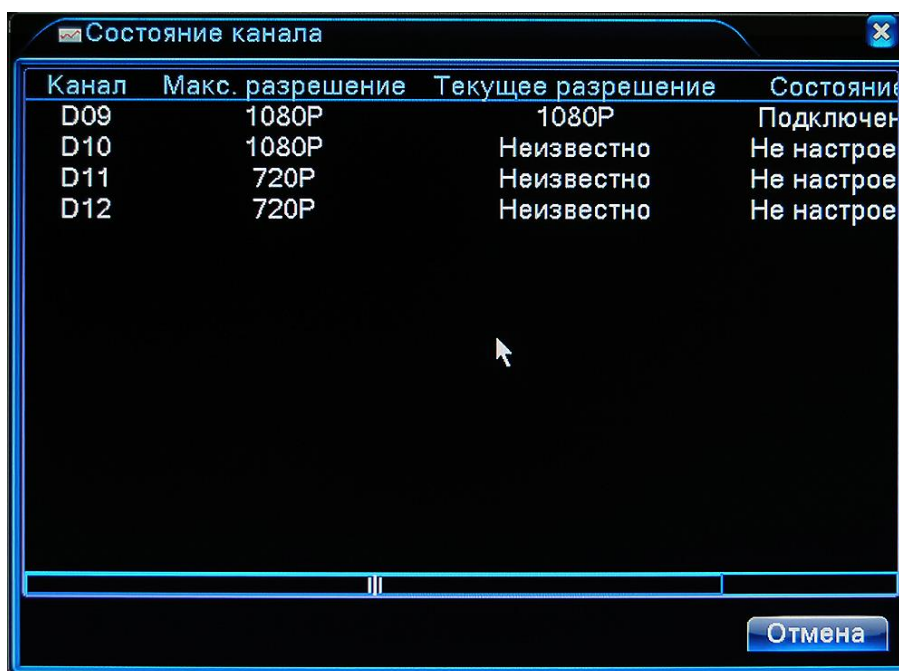 Состояние канала
Канал Макс. разрешение Текущее разрешение Состояние
D09 1080P 1080P Подключен
D10 1080P Неизвестно Не настрое
D11 720P Неизвестно Не настрое
D12 720P Неизвестно Не настрое
Отмена